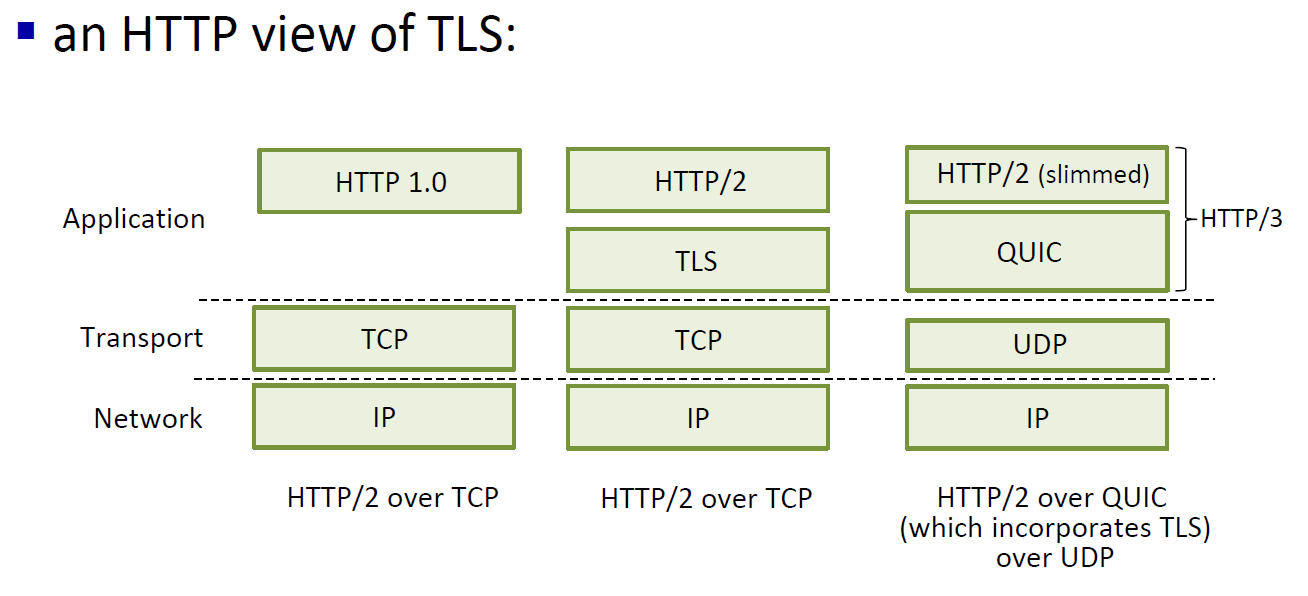 ▪ an HTTP view of TLS:
HTTP 1.0
HTTP/2
HTTP/2 (slimmed)
Application
HTTP/3
TLS
QUIC
Transport
TCP
TCP
UDP
Network
IP
IP
IP
HTTP/2 over TCP
HTTP/2 over TCP
HTTP/2 over QUIC
(which incorporates TLS)
over UDP